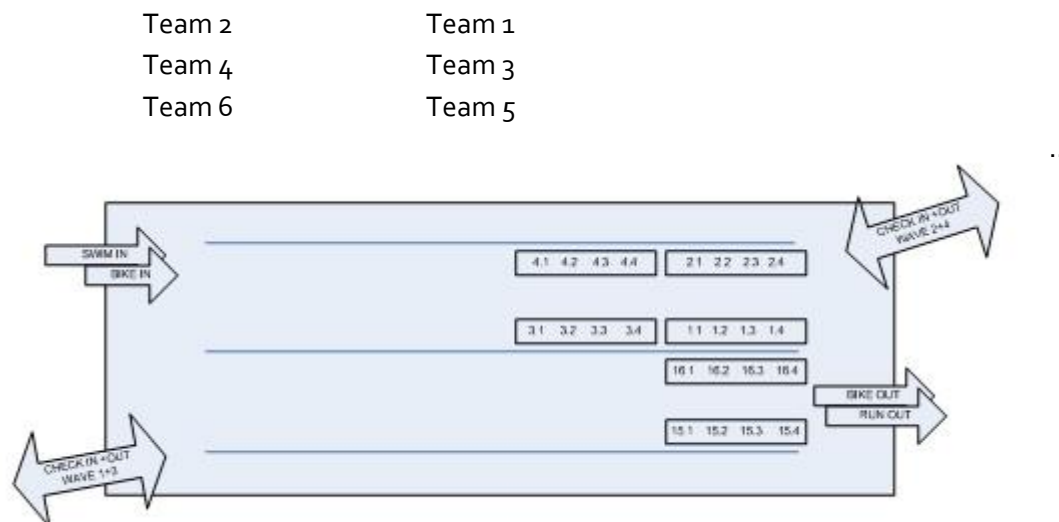 Team 2 Team 1
Team 4 Team 3
Team 6 Team 5
.
CHECK IN +OUT
WAVE 2+4
SWIM IN
BIKE IN
4.1 4.2 4.3 4.4 2.1 2.2 2.3 2.4
3.1 3.2 3.3 3.4 1.1 1.2 1.3 1.4
16.1 16.2 16.3 16.4
BIKE OUT
RUN OUT
15.1 15.2 15.3 15.4
CHECK IN +OUT
WAVE 1+3